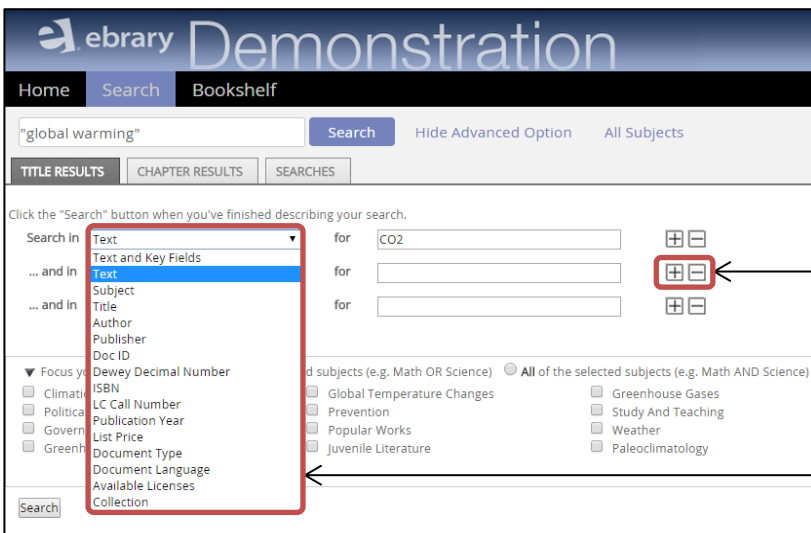 ebrary Demonstration
Home Search Bookshelf
"global warming" Search Hide Advanced Option All Subjects
TITLE RESULTS CHAPTER RESULTS SEARCHES
Click the "Search" button when you've finished describing your search.
Search in Text for CO2
Text and Key Fields
... and in Text for
Subject
... and in Title for
Author
Publisher
Doc ID
Focus Dewey Decimal Number subjects (e.g. Math OR Science) All of the selected subjects (e.g. Math AND Science)
ISBN Global Temperature Changes Greenhouse Gases
LC Call Number Prevention Study And Teaching
Publication Year Popular Works Weather
List Price
Document Type Juvenile Literature Paleoclimatology
Document Language
Available Licenses
Collection
Search